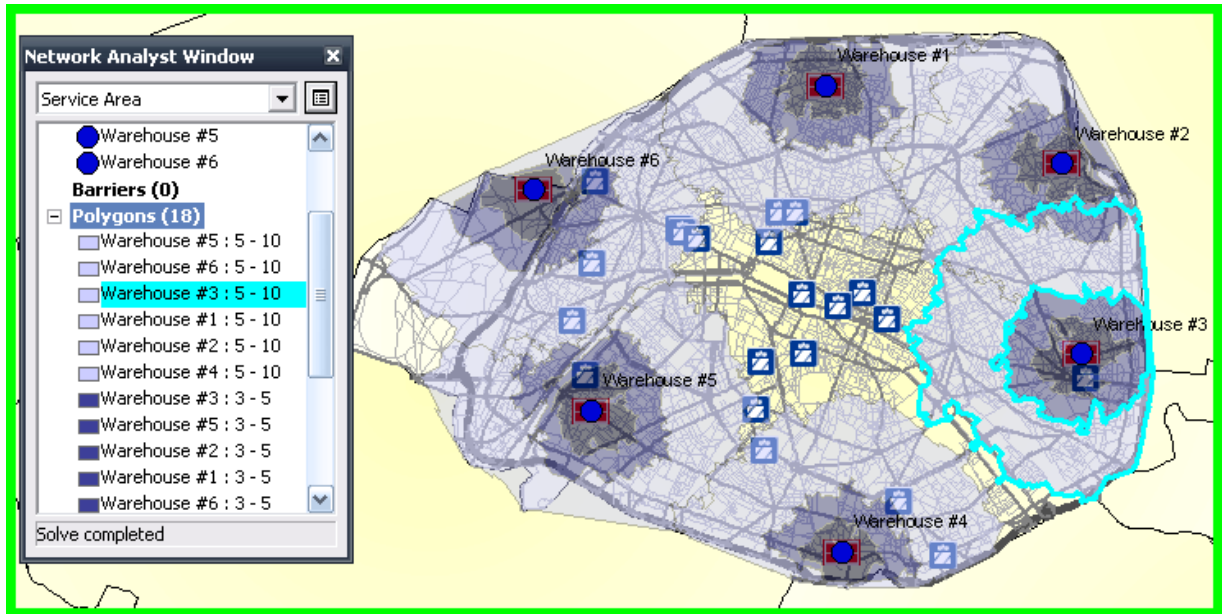 Network Analyst Window
Service Area
Warehouse #5
Warehouse #6
Barriers (0)
Polygons (18)
Warehouse #5 : 5 - 10
Warehouse #6 : 5 - 10
Warehouse #3 : 5 - 10
Warehouse #1 : 5 - 10
Warehouse #2 : 5 - 10
Warehouse #4 : 5 - 10
Warehouse #3 : 3 - 5
Warehouse #5 : 3 - 5
Warehouse #2 : 3 - 5
Warehouse #1 : 3 - 5
Warehouse #6 : 3 - 5
Solve completed
Warehouse #1
Warehouse #2
Warehouse #6
Warehouse #3
Warehouse #5
Warehouse #4